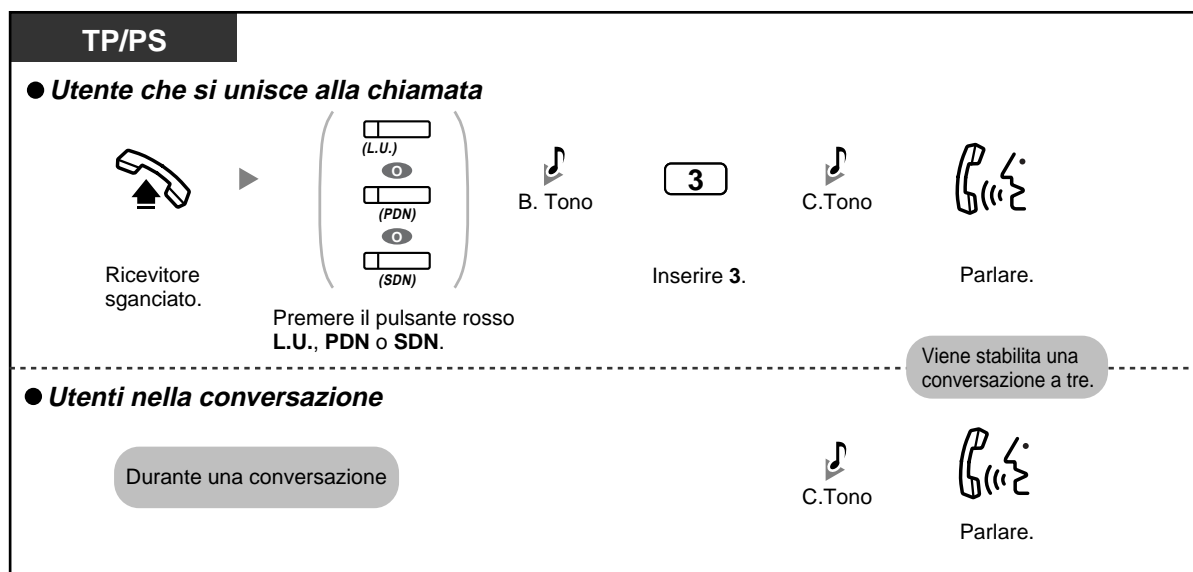 TP/PS
Utente che si unisce alla chiamata
(L.U.)
O
(PDN)
O
(SDN)
B. Tono
3
C.Tono
Ricevitore
sganciato.
Premere il pulsante rosso
L.U., PDN o SDN.
Inserire 3.
Parlare.
Viene stabilita una
conversazione a tre.
Utenti nella conversazione
Durante una conversazione
C.Tono
Parlare.